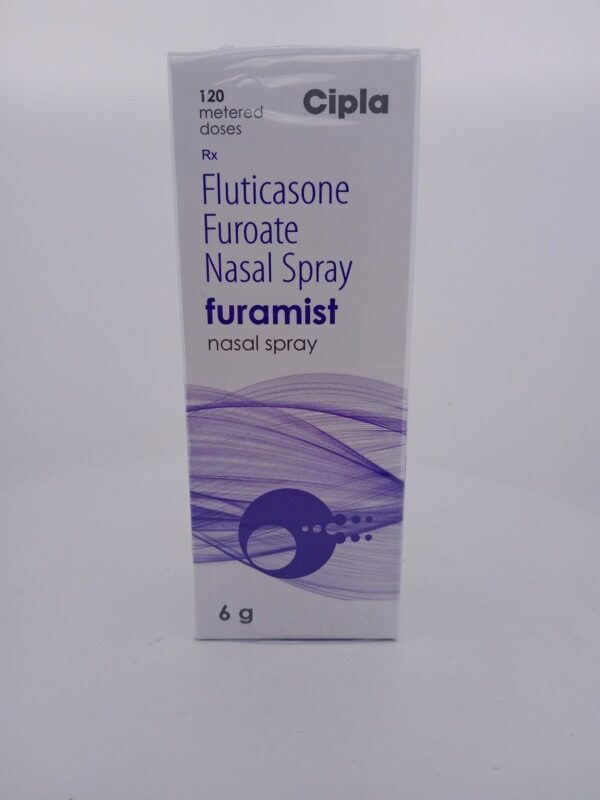 120
metered
doses
Cipla
Rx
Fluticasone
Furoate
Nasal Spray
furamist
nasal spray
6 g